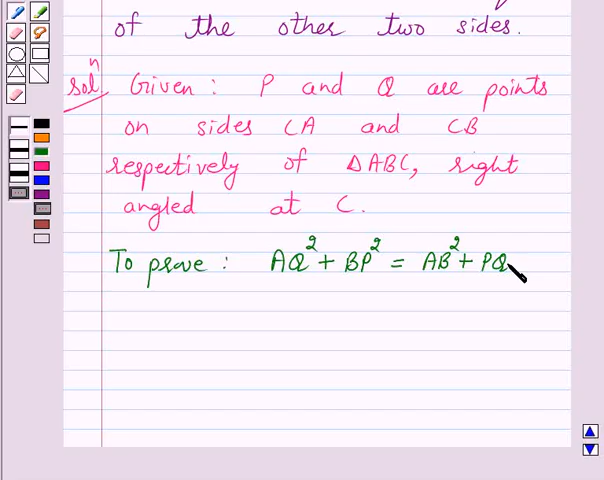 of the other two sides.
solⁿ Given : P and Q are points
on sides CA and CB
respectively of ΔABC, right
angled at C.
To prove : AQ² + BP² = AB² + PQ